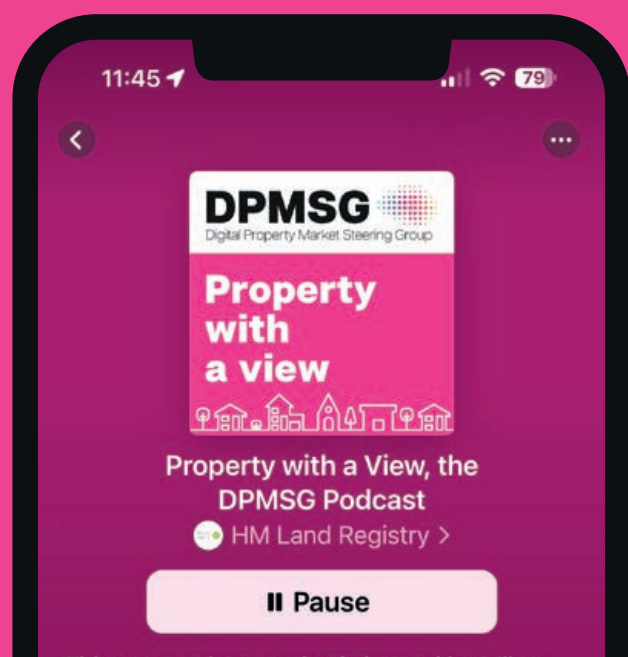 11:45
79
DPMSG
Digital Property Market Steering Group
Property
with
a view
Property with a View, the
DPMSG Podcast
HM Land Registry
Pause